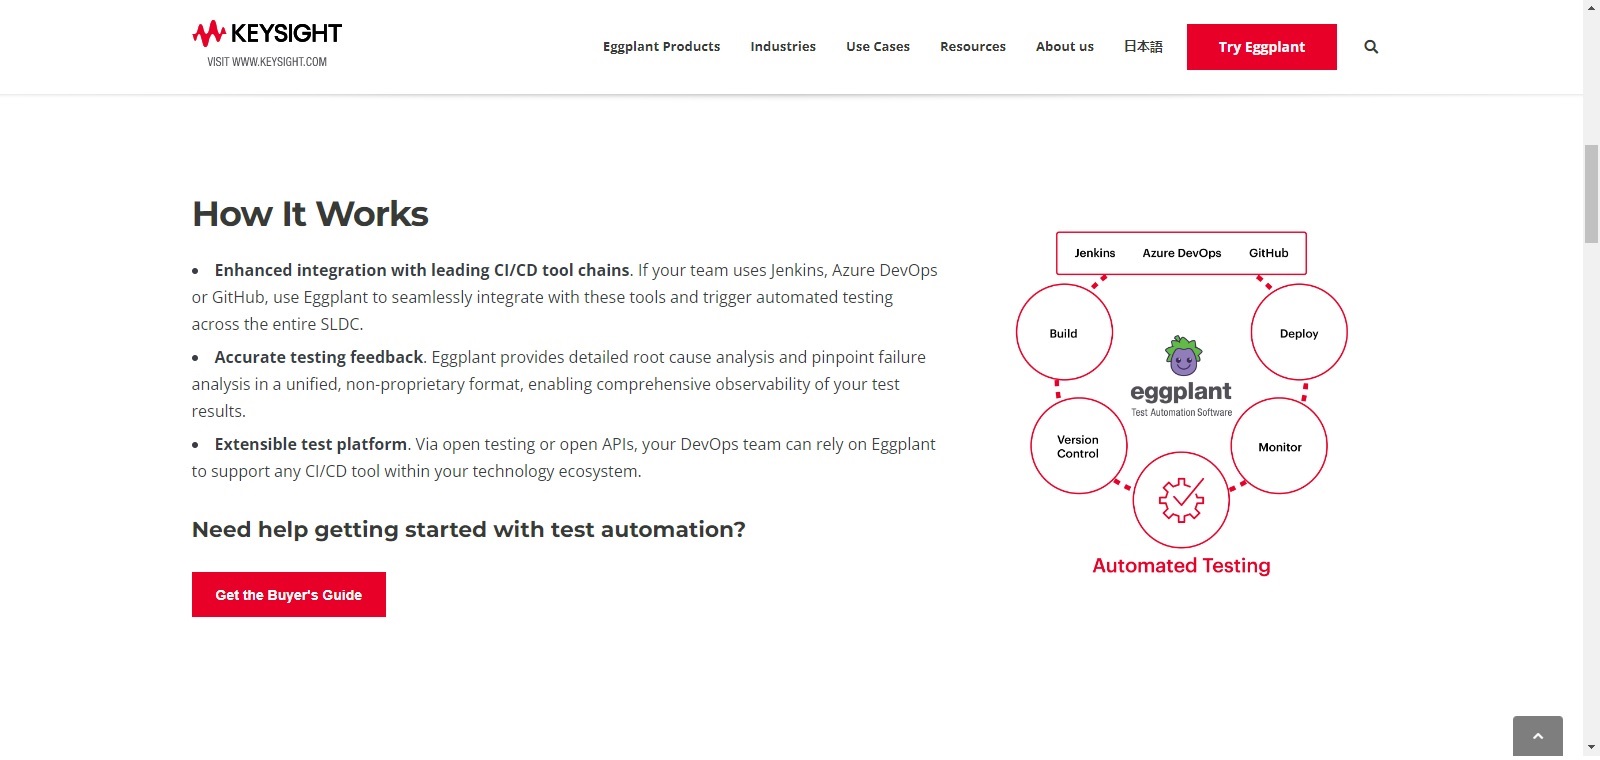 KEYSIGHT
VISIT WWW.KEYSIGHT.COM
Eggplant Products
Industries
Use Cases
Resources
About us
日本語
Try Eggplant
How It Works
• Enhanced integration with leading CI/CD tool chains. If your team uses Jenkins, Azure DevOps
or GitHub, use Eggplant to seamlessly integrate with these tools and trigger automated testing
across the entire SLDC.
• Accurate testing feedback. Eggplant provides detailed root cause analysis and pinpoint failure
analysis in a unified, non-proprietary format, enabling comprehensive observability of your test
results.
• Extensible test platform. Via open testing or open APIs, your DevOps team can rely on Eggplant
to support any CI/CD tool within your technology ecosystem.
Need help getting started with test automation?
Get the Buyer's Guide
Jenkins
Azure DevOps
GitHub
Build
Deploy
eggplant
Test Automation Software
Version
Control
Monitor
Automated Testing